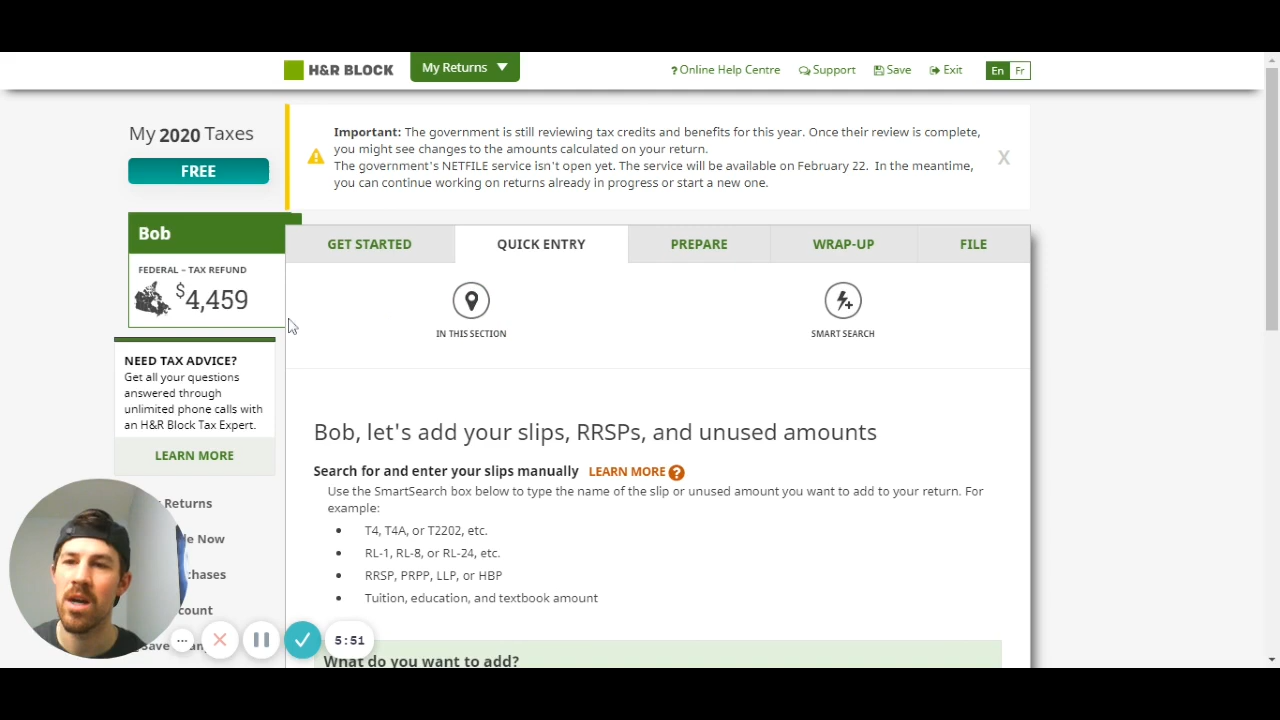 H&R BLOCK
My Returns
? Online Help Centre
Support
Save
Exit
En
Fr
My 2020 Taxes
FREE
Important: The government is still reviewing tax credits and benefits for this year. Once their review is complete,
you might see changes to the amounts calculated on your return.
The government's NETFILE service isn't open yet. The service will be available on February 22. In the meantime,
you can continue working on returns already in progress or start a new one.
X
Bob
FEDERAL – TAX REFUND
$4,459
NEED TAX ADVICE?
Get all your questions
answered through
unlimited phone calls with
an H&R Block Tax Expert.
LEARN MORE
Returns
Now
GET STARTED
QUICK ENTRY
PREPARE
WRAP-UP
FILE
IN THIS SECTION
SMART SEARCH
Bob, let's add your slips, RRSPs, and unused amounts
Search for and enter your slips manually LEARN MORE ?
Use the SmartSearch box below to type the name of the slip or unused amount you want to add to your return. For
example:
• T4, T4A, or T2202, etc.
• RL-1, RL-8, or RL-24, etc.
• RRSP, PRPP, LLP, or HBP
• Tuition, education, and textbook amount
What do you want to add?
5:51